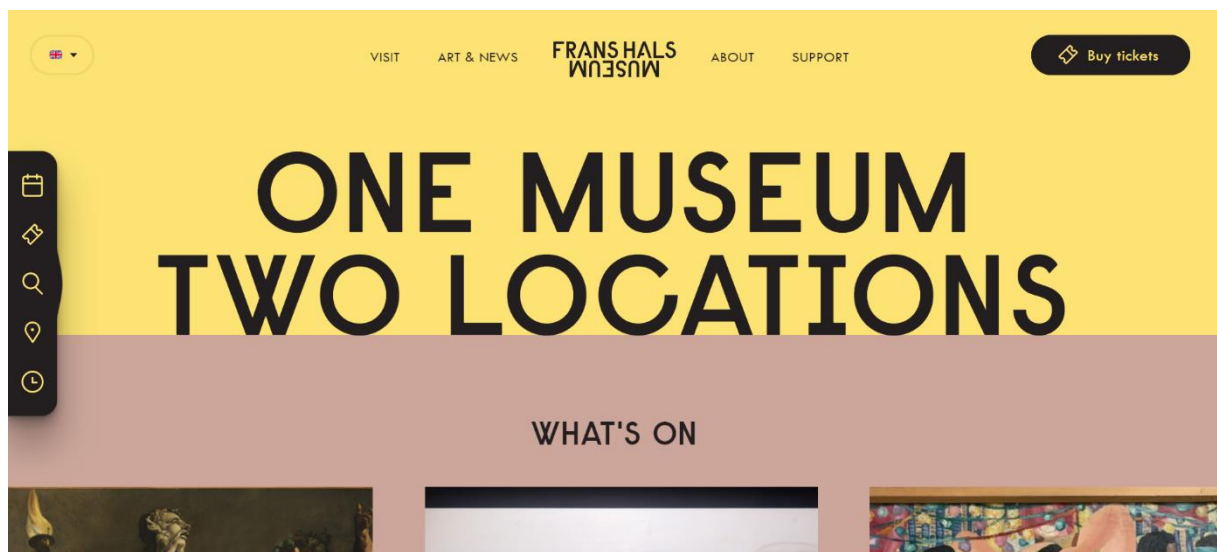 VISIT
ART & NEWS
FRANS HALS
MUSEUM
ABOUT
SUPPORT
Buy tickets
ONE MUSEUM
TWO LOCATIONS
WHAT'S ON